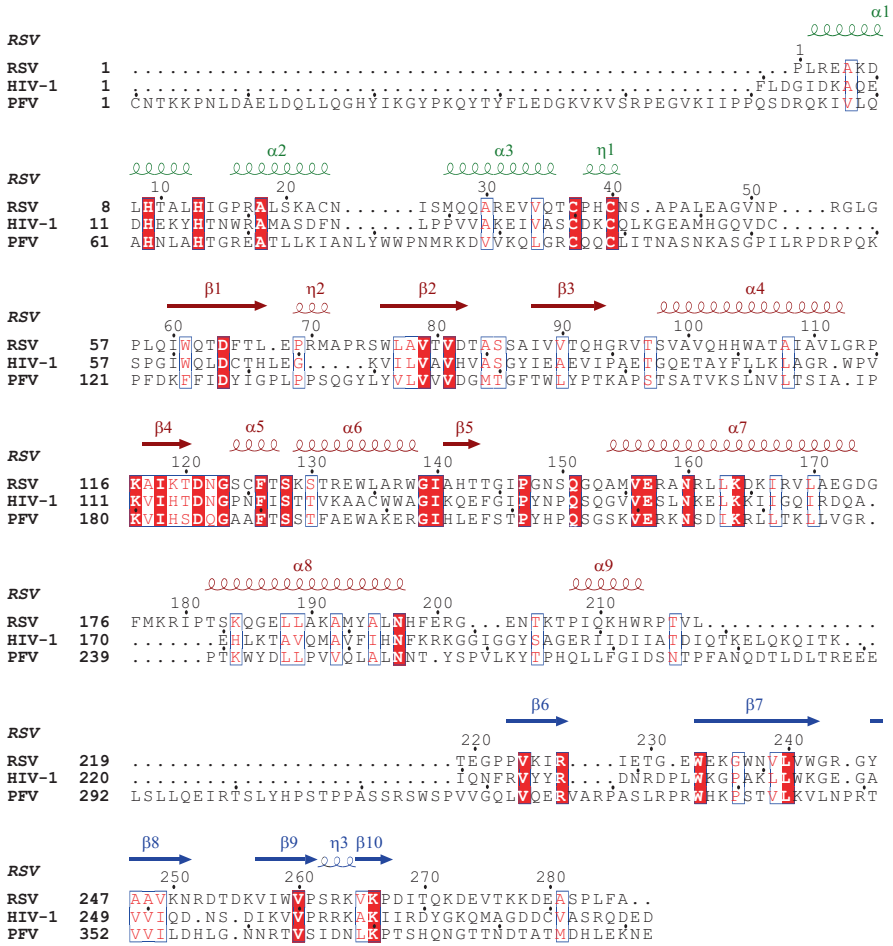 α1
RSV
1
RSV 1 .....................................................PLREAKD
HIV-1 1 ..................................................FLDGIDKAQE
PFV 1 CNTKKPNLDAELDQLLQGHYIKGYPKQYTYFLEDGKVKVSRPEGVKIIPPQSDRQKIVLQ
α2 α3 η1
RSV
10 20 30 40 50
RSV 8 LHTALHIGPRALSKACN......ISMQQAREVVQTCPHCNS.APALEAGVNP....RGLG
HIV-1 11 DHEKYHTNWRAMASDFN......LPPVVAKEIVASCDKCQLKGEAMHGQVDC........
PFV 61 AHNLAHTGREATLLKIANLYWWPNMRKDVVKQLGRCQQCLITNASNKASGPILRPDRPQK
β1 η2 β2 β3 α4
RSV
60 70 80 90 100 110
RSV 57 PLQIWQTDFTL.EPRMAPRSWLAVTVDTASSAIVVTQHGRVTSVAVQHHWATAIAVLGRP
HIV-1 59 SPGIWQLDCTHLEG.....KVILVAVHVASGYIEAEVIPAETGQETAYFLLKLAGR.WPV
PFV 121 PFDKFFIDYIGPLPPSQGYLYVLVVVDGMTGFTWLYPTKAPSTSATVKSLNVLTSIA.IP
β4 α5 α6 β5 α7
RSV
120 130 140 150 160 170
RSV 116 KAIKTDNGSCFTSKSTREWLARWGIAHTTGIPGNSQGQAMVERANRLLKDKIRVLAEGDG
HIV-1 111 KVIHTDNGPNFISTTVKAACWWAGIKQEFGIPYNPQSQGVVESLNKELKKIIGQIRDQA.
PFV 180 KVIHSDQGAAFTSSTFAEWAKERGIHLEFSTPYHPQSGSKVERKNSDIKRLLTKLLVGR.
α8 α9
RSV
180 190 200 210
RSV 176 FMKRIPTSKQGELLAKAMYALNHFERG...ENTKTPIQKHWRPTVL..............
HIV-1 170 .......EHLKTAVQMAVFIHNFKRKGGIGGYSAGERIIDIIATDIQTKELQKQITK...
PFV 239 ......PTKWYDLLPVVQLALNNT.YSPVLKYTPHQLLFGIDSNTPFANQDTLDLTREEE
β6 β7
RSV
220 230 240
RSV 219 ..........................TEGPPVKIR....IETG.EWEKGWNVLVWGR.GY
HIV-1 220 ..........................IQNFRVYYR....DNRDPLWKGPAKLLWKGE.GA
PFV 292 LSLLQEIRTSLYHPSTPPASSRSWSPVVGQLVQERVARPASLRPRWHKPSTVLKVLNPRT
β8 β9 η3 β10
RSV
250 260 270 280
RSV 247 AAVKNRDTDKVIWVPSRKVKPDITQKDEVTKKDEASPLFA..
HIV-1 249 VVIQD.NS.DIKVVPRRKAKIIRDYGKQMAGDDCVASRQDED
PFV 352 VVILDHLG.NNRTVSIDNLKPTSHQNGTTNDTATMDHLEKNE